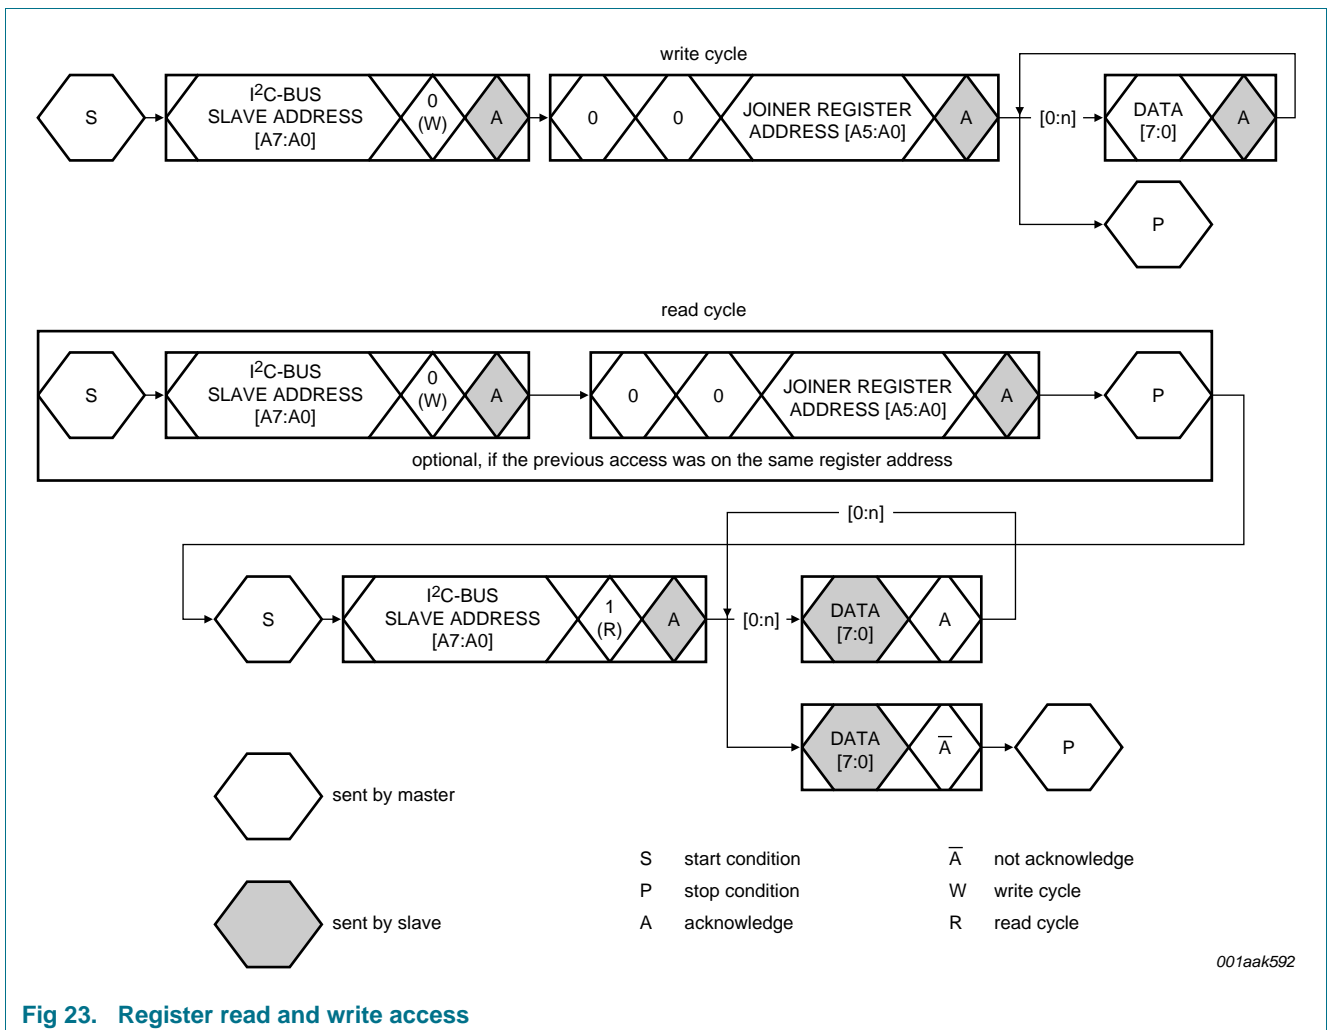 write cycle
S
I2C-BUS
SLAVE ADDRESS
[A7:A0]
0
(W)
A
0
0
JOINER REGISTER
ADDRESS [A5:A0]
A
[0:n]
DATA
[7:0]
A
P
read cycle
S
I2C-BUS
SLAVE ADDRESS
[A7:A0]
0
(W)
A
0
0
JOINER REGISTER
ADDRESS [A5:A0]
A
P
optional, if the previous access was on the same register address
[0:n]
S
I2C-BUS
SLAVE ADDRESS
[A7:A0]
1
(R)
A
[0:n]
DATA
[7:0]
A
DATA
[7:0]
A̅
P
sent by master
sent by slave
S start condition
P stop condition
A acknowledge
A̅ not acknowledge
W write cycle
R read cycle
001aak592
Fig 23. Register read and write access